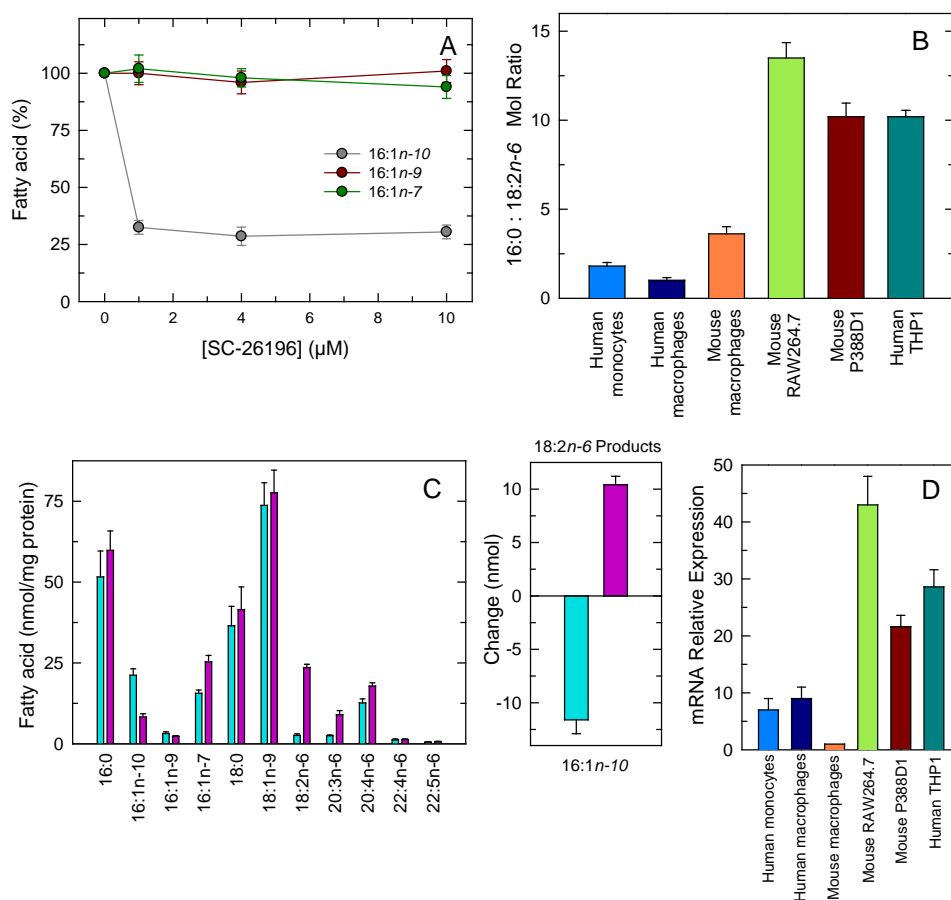 A
100
75
50
25
0
Fatty acid (%)
16:1n-10
16:1n-9
16:1n-7
0
2
4
6
8
10
[SC-26196] (µM)
B
15
10
5
0
16:0 : 18:2n-6 Mol Ratio
Human
monocytes
Human
macrophages
Mouse
macrophages
Mouse
RAW264.7
Mouse
P388D1
Human
THP1
C
75
50
25
0
Fatty acid (nmol/mg protein)
16:0
16:1n-10
16:1n-9
16:1n-7
18:0
18:1n-9
18:2n6
20:3n-6
20:4n-6
22:4n-6
22:5n-6
18:2n-6 Products
10
5
0
-5
-10
Change (nmol)
16:1n-10
D
50
40
30
20
10
0
mRNA Relative Expression
Human monocytes
Human macrophages
Mouse macrophages
Mouse RAW264.7
Mouse P388D1
Human THP1